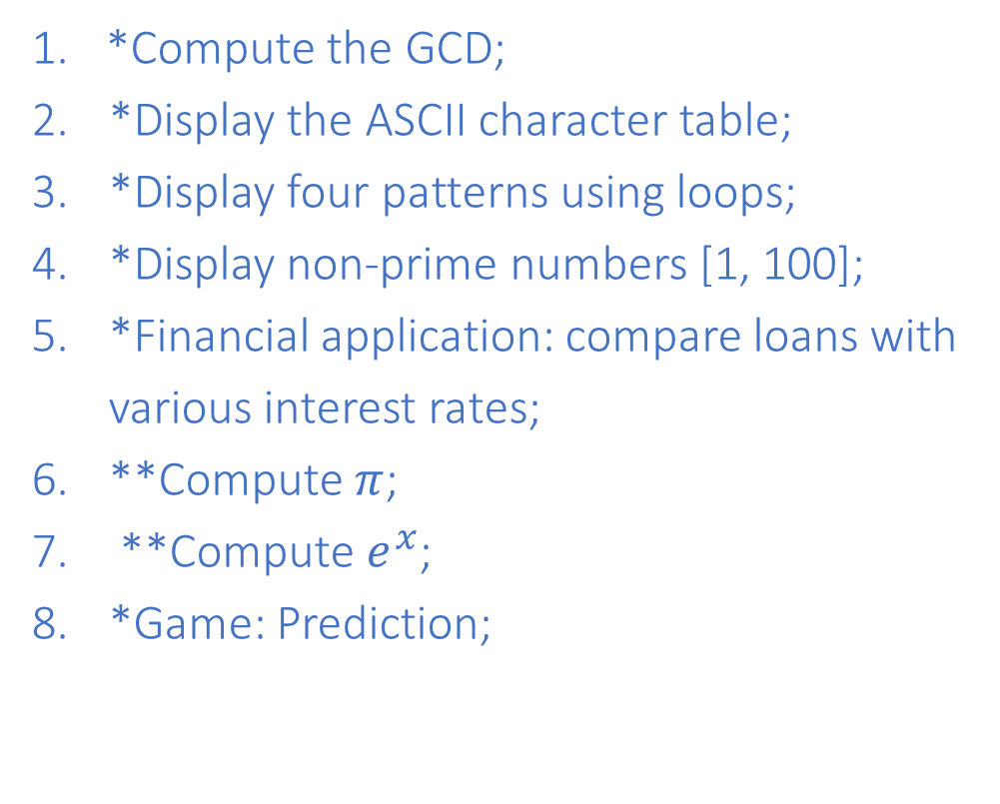 1. *Compute the GCD;
2. *Display the ASCII character table;
3. *Display four patterns using loops;
4. *Display non-prime numbers [1, 100];
5. *Financial application: compare loans with
various interest rates;
6. **Compute π;
7. **Compute eˣ;
8. *Game: Prediction;